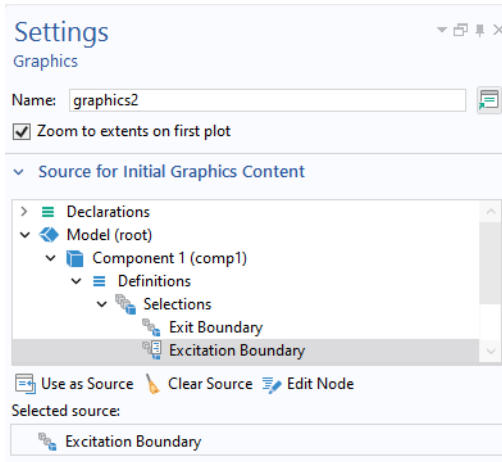 Settings
Graphics
Name: graphics2
Zoom to extents on first plot
Source for Initial Graphics Content
Declarations
Model (root)
Component 1 (comp1)
Definitions
Selections
Exit Boundary
Excitation Boundary
Use as Source Clear Source Edit Node
Selected source:
Excitation Boundary